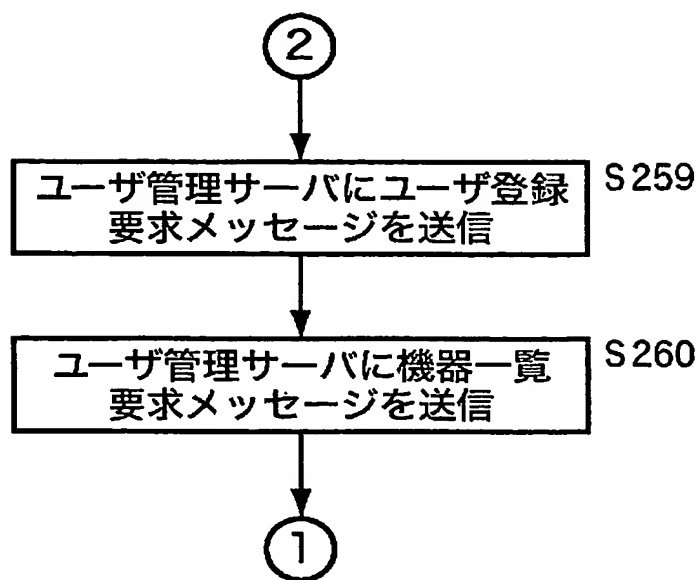 2
ユーザ管理サーバにユーザ登録
要求メッセージを送信
S259
ユーザ管理サーバに機器一覧
要求メッセージを送信
S260
1